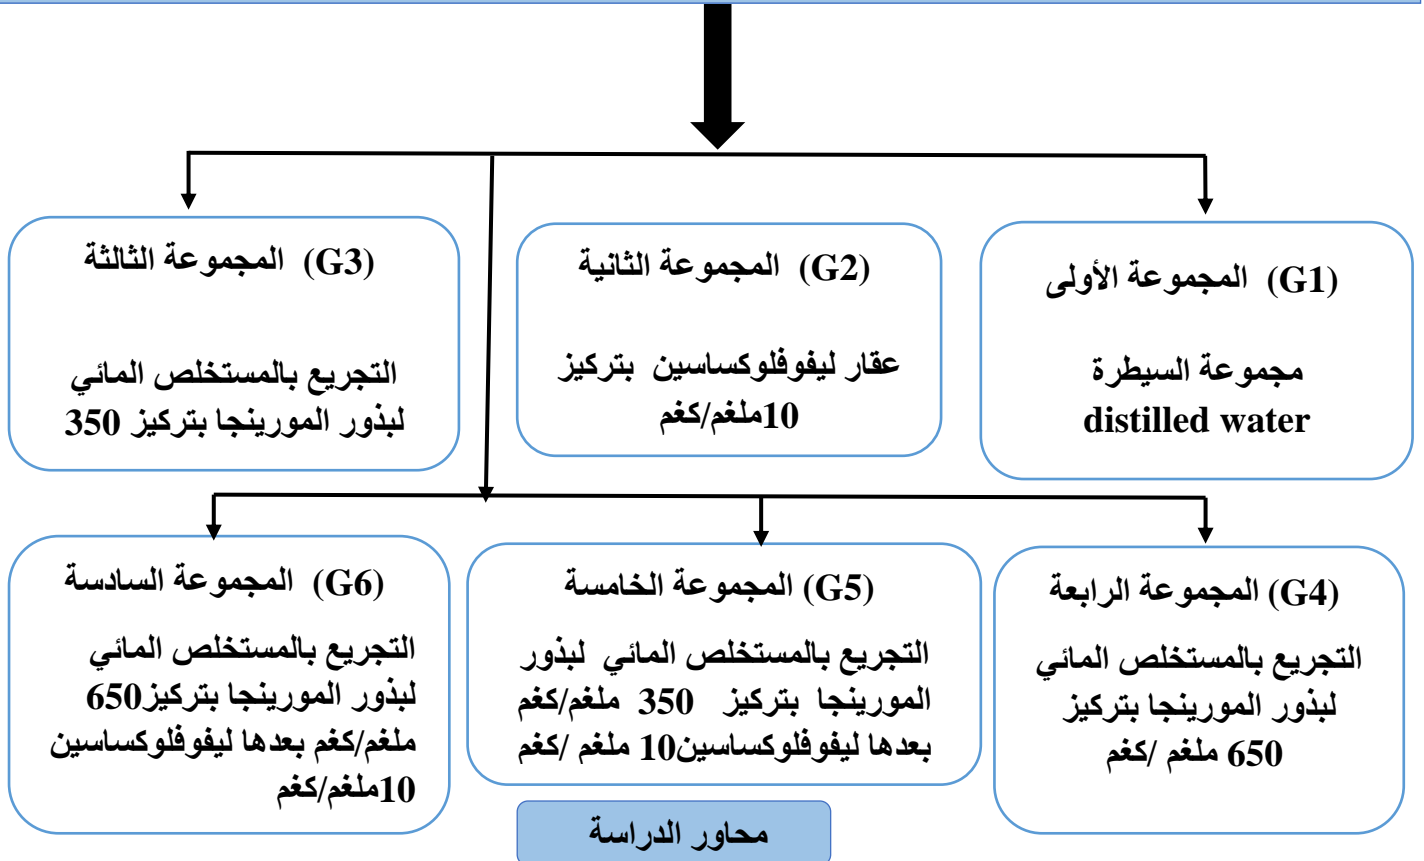 المجموعة الأولى (G1)
مجموعة السيطرة
distilled water
المجموعة الثانية (G2)
عقار ليفوفلوكساسين بتركيز
10ملغم/كغم
المجموعة الثالثة (G3)
التجريع بالمستخلص المائي
لبذور المورينجا بتركيز 350
المجموعة الرابعة (G4)
التجريع بالمستخلص المائي
لبذور المورينجا بتركيز
650 ملغم /كغم
المجموعة الخامسة (G5)
التجريع بالمستخلص المائي لبذور
المورينجا بتركيز 350 ملغم/كغم
بعدها ليفوفلوكساسين10 ملغم /كغم
المجموعة السادسة (G6)
التجريع بالمستخلص المائي
لبذور المورينجا بتركيز650
ملغم/كغم بعدها ليفوفلوكساسين
10ملغم/كغم
محاور الدراسة